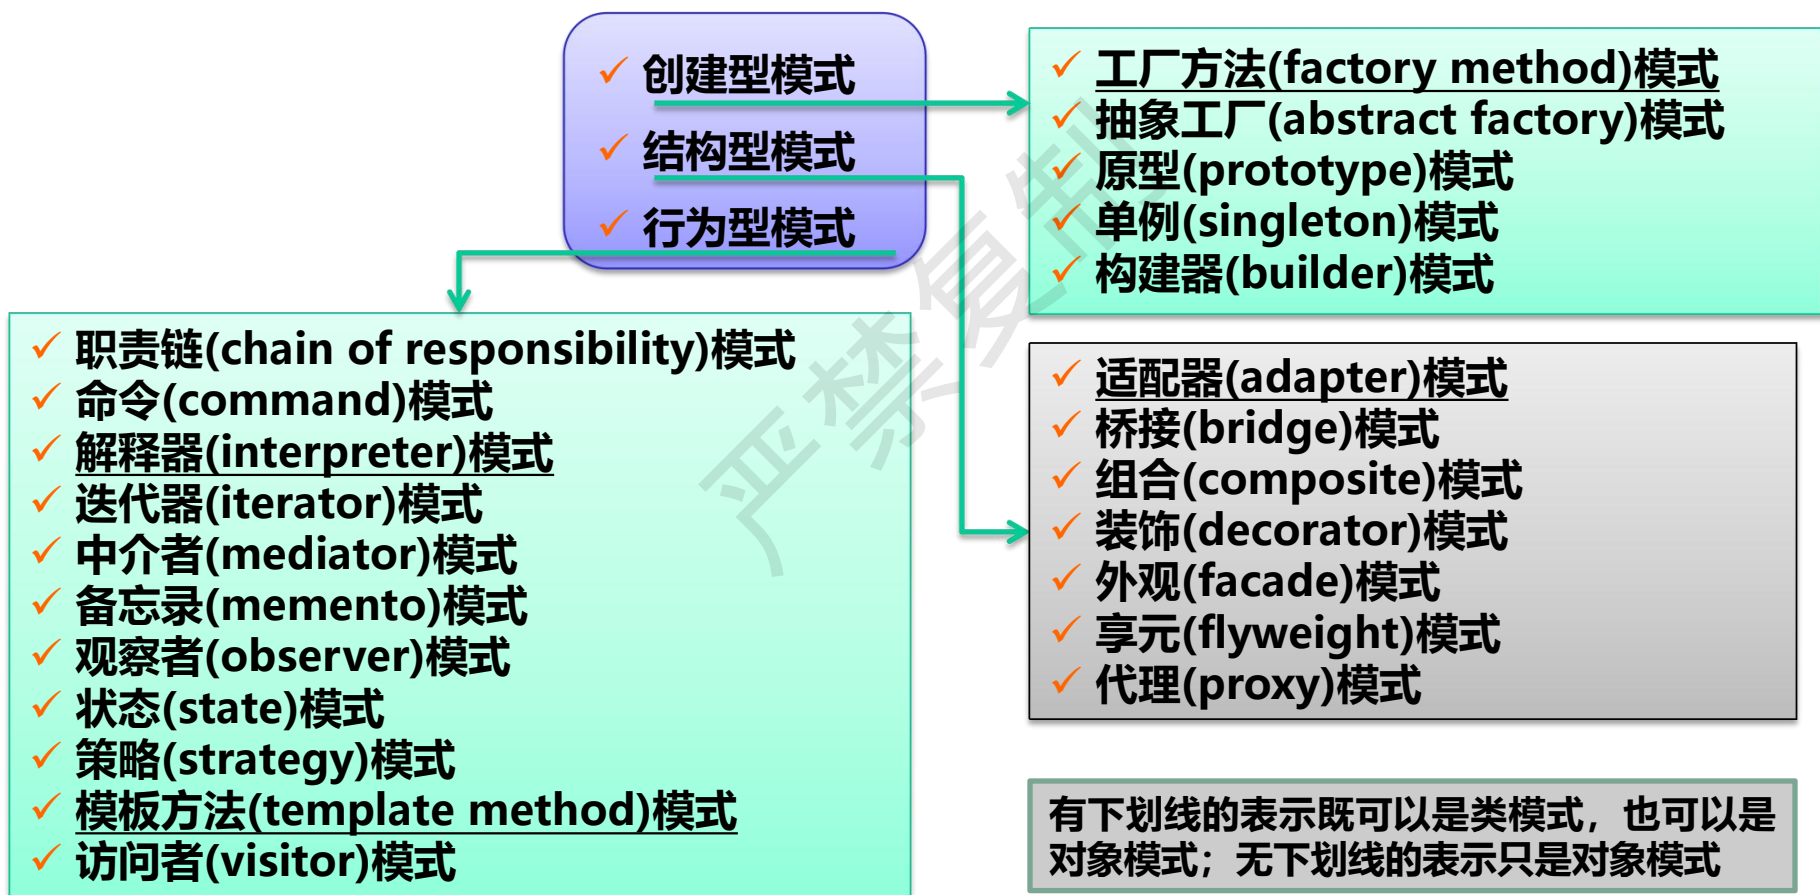 创建型模式
结构型模式
行为型模式
工厂方法(factory method)模式
抽象工厂(abstract factory)模式
原型(prototype)模式
单例(singleton)模式
构建器(builder)模式
职责链(chain of responsibility)模式
命令(command)模式
解释器(interpreter)模式
迭代器(iterator)模式
中介者(mediator)模式
备忘录(memento)模式
观察者(observer)模式
状态(state)模式
策略(strategy)模式
模板方法(template method)模式
访问者(visitor)模式
适配器(adapter)模式
桥接(bridge)模式
组合(composite)模式
装饰(decorator)模式
外观(facade)模式
享元(flyweight)模式
代理(proxy)模式
有下划线的表示既可以是类模式，也可以是
对象模式；无下划线的表示只是对象模式
严禁复制